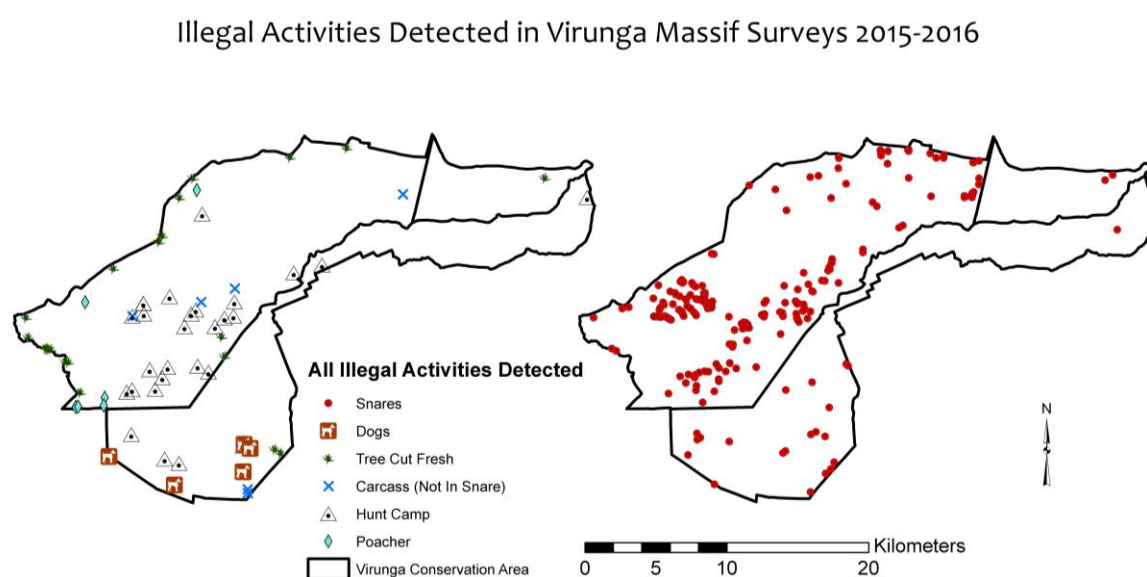 Illegal Activities Detected in Virunga Massif Surveys 2015-2016
All Illegal Activities Detected
Snares
Dogs
Tree Cut Fresh
Carcass (Not In Snare)
Hunt Camp
Poacher
Virunga Conservation Area
N
Kilometers
0 5 10 20